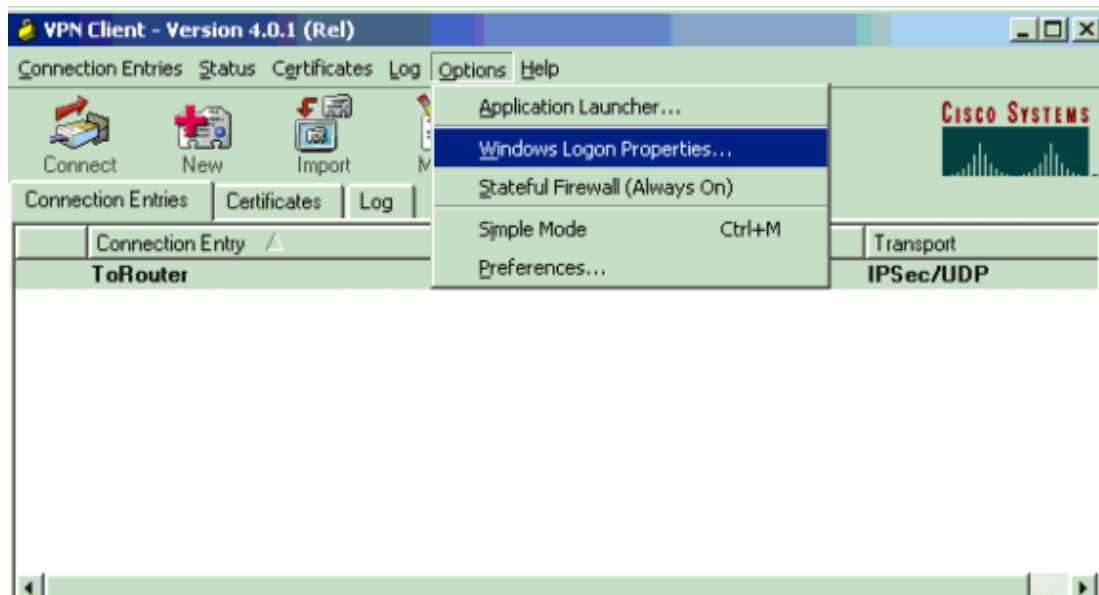 VPN Client - Version 4.0.1 (Rel)
Connection Entries Status Certificates Log Options Help
Application Launcher...
Windows Logon Properties...
Stateful Firewall (Always On)
Simple Mode Ctrl+M
Preferences...
Connect New Import
CISCO SYSTEMS
Connection Entries Certificates Log
Connection Entry Transport
ToRouter IPSec/UDP